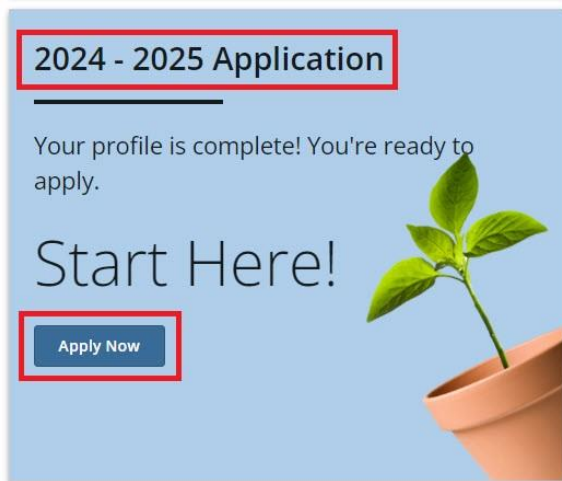 2024 - 2025 Application
Your profile is complete! You're ready to
apply.
Start Here!
Apply Now